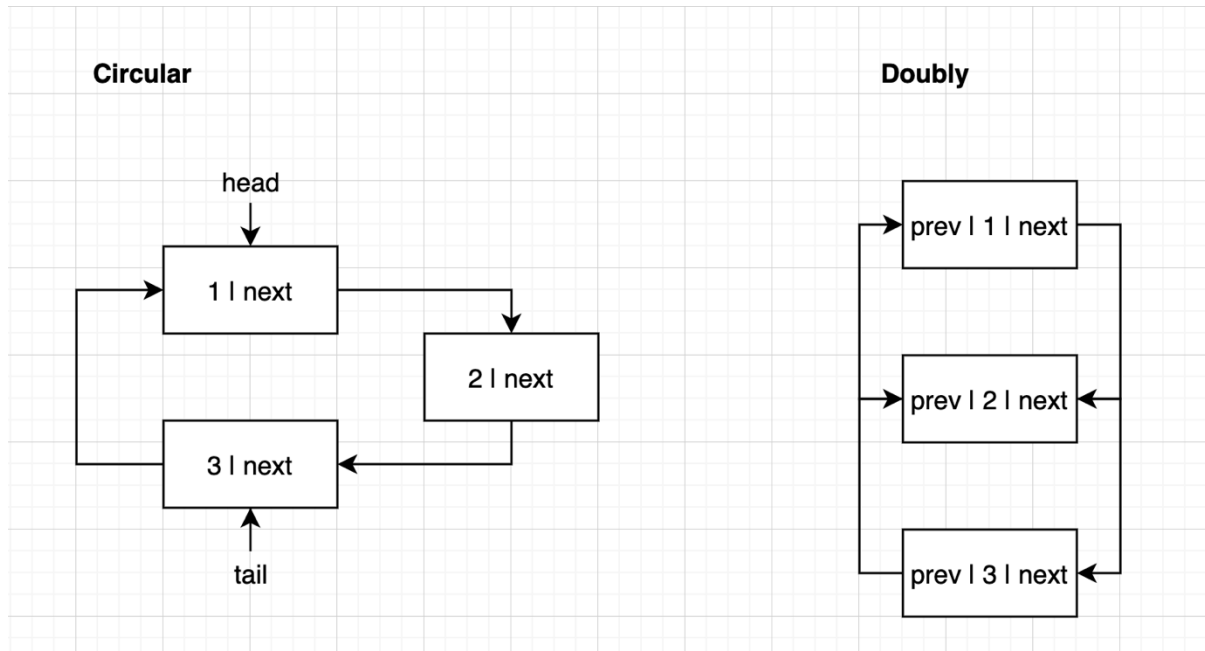 Circular
head
1 | next
2 | next
3 | next
tail
Doubly
prev | 1 | next
prev | 2 | next
prev | 3 | next